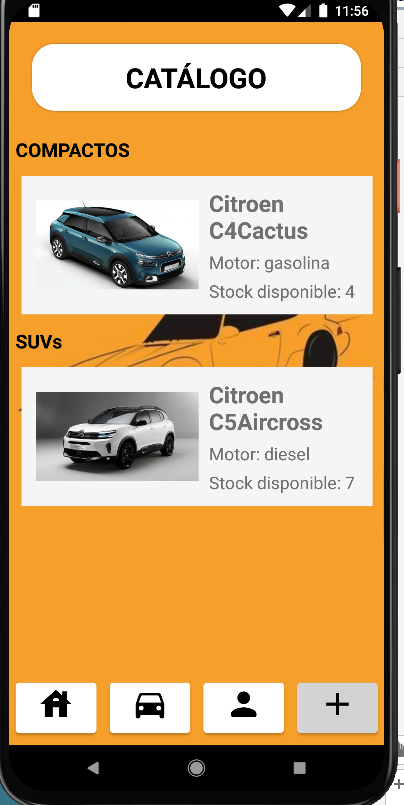 11:56
CATÁLOGO
COMPACTOS
Citroen
C4Cactus
Motor: gasolina
Stock disponible: 4
SUVs
Citroen
C5Aircross
Motor: diesel
Stock disponible: 7